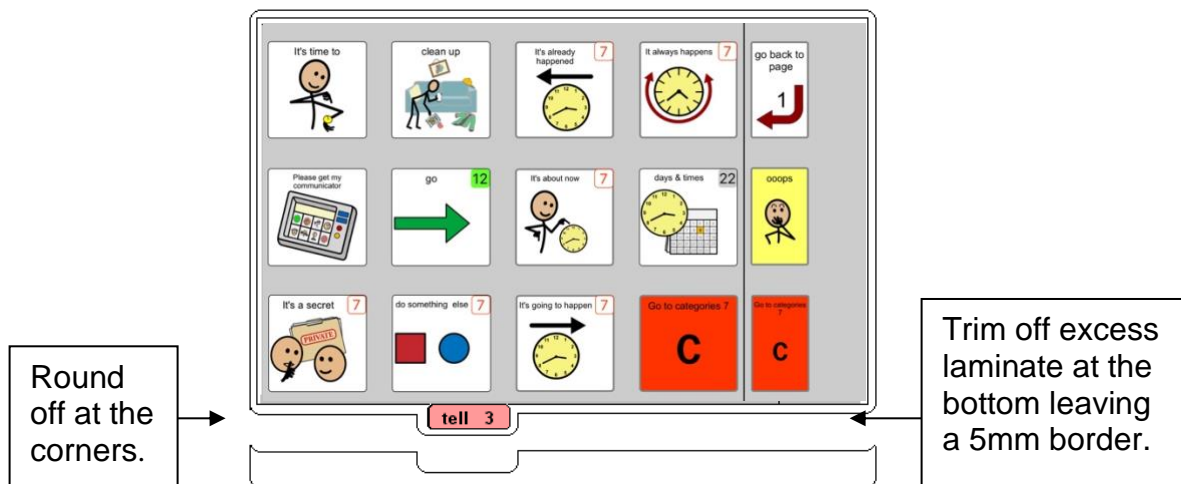 It's time to
clean up
It's already
happened
7
It always happens
7
go back to
page
1
Please get my
communicator
go
12
It's about now
7
days & times
22
ooops
It's a secret
7
PRIVATE
do something else
7
It's going to happen
7
Go to categories 7
C
Go to categories
7
C
tell 3
Round
off at the
corners.
Trim off excess
laminate at the
bottom leaving
a 5mm border.